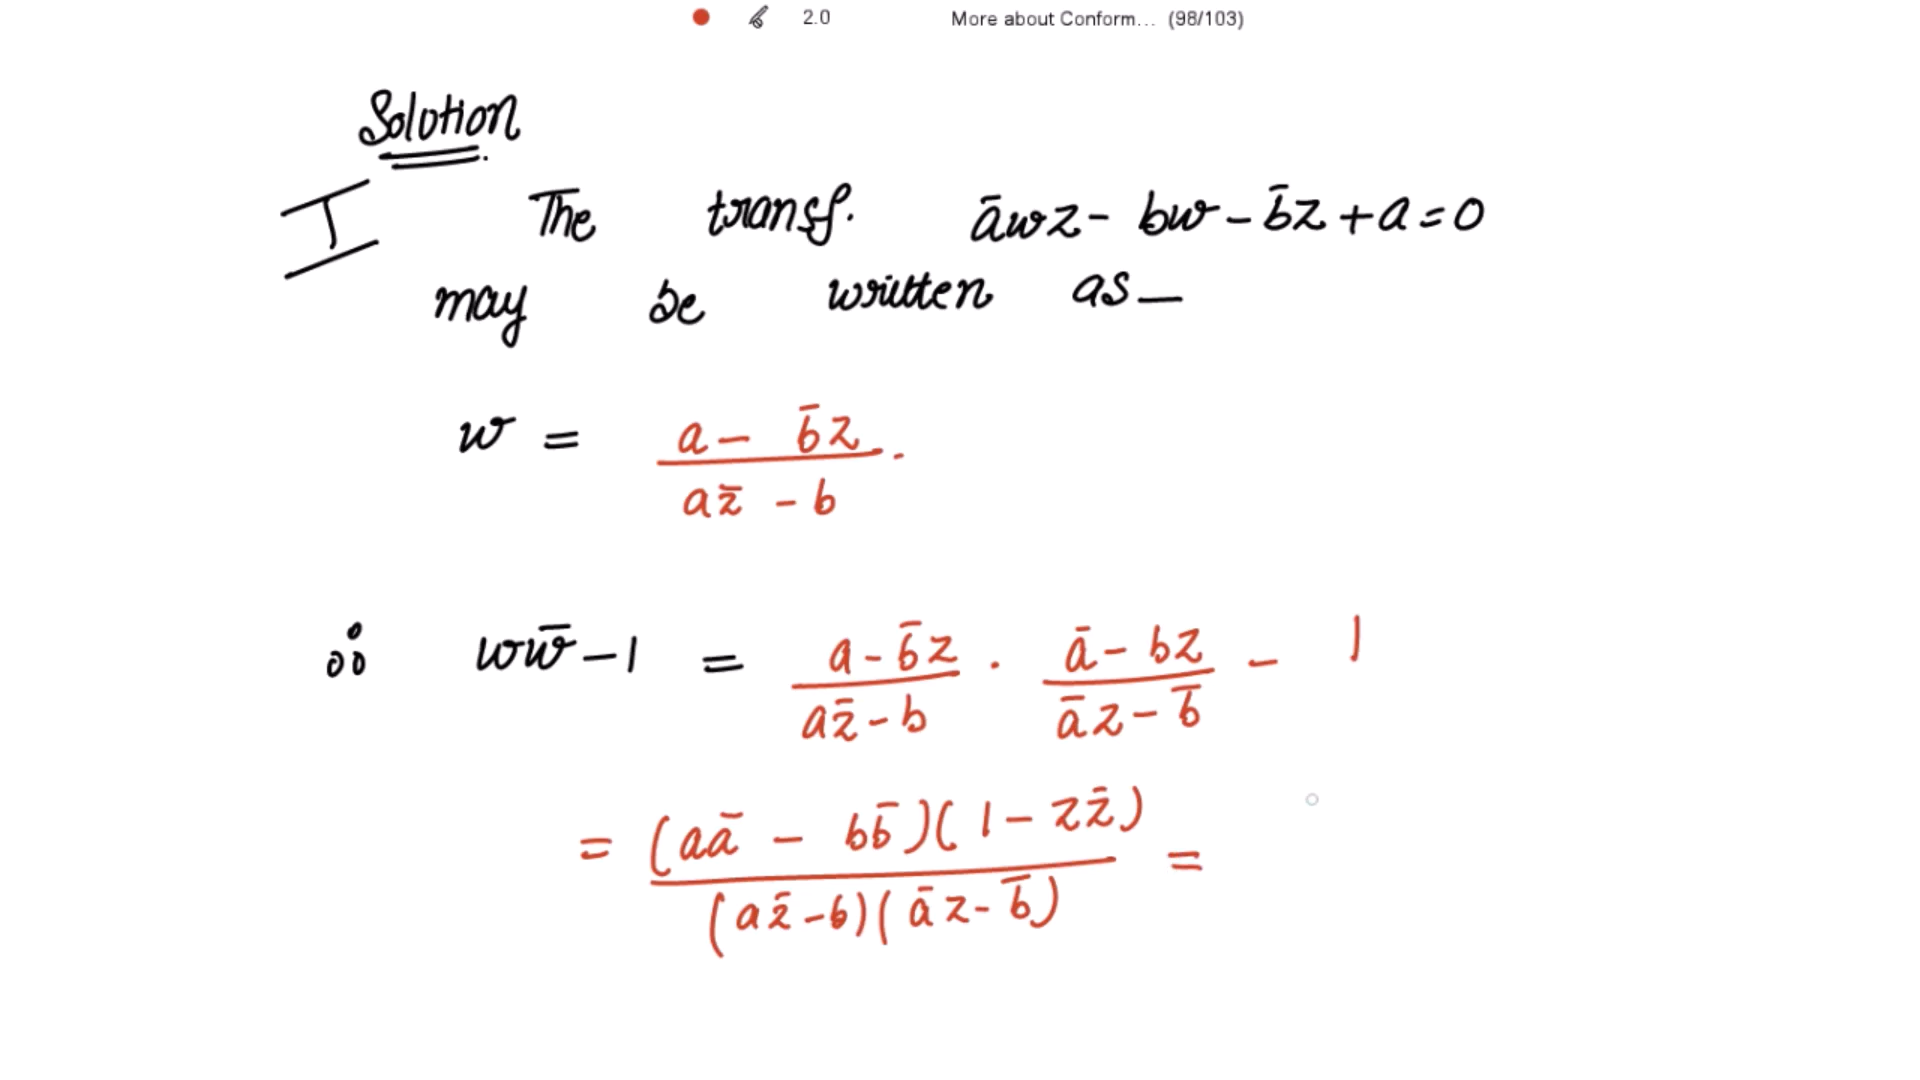 2.0 More about Conform... (98/103)
Solution
I The transf. āwz - bw - b̄z + a = 0
may be written as —
w = (a - b̄z) / (az̄ - b) .
∴ ww̄ - 1 = (a - b̄z) / (az̄ - b) · (ā - bz) / (āz - b̄) - 1
= (aā - bb̄)(1 - zz̄) / (az̄ - b)(āz - b̄) =